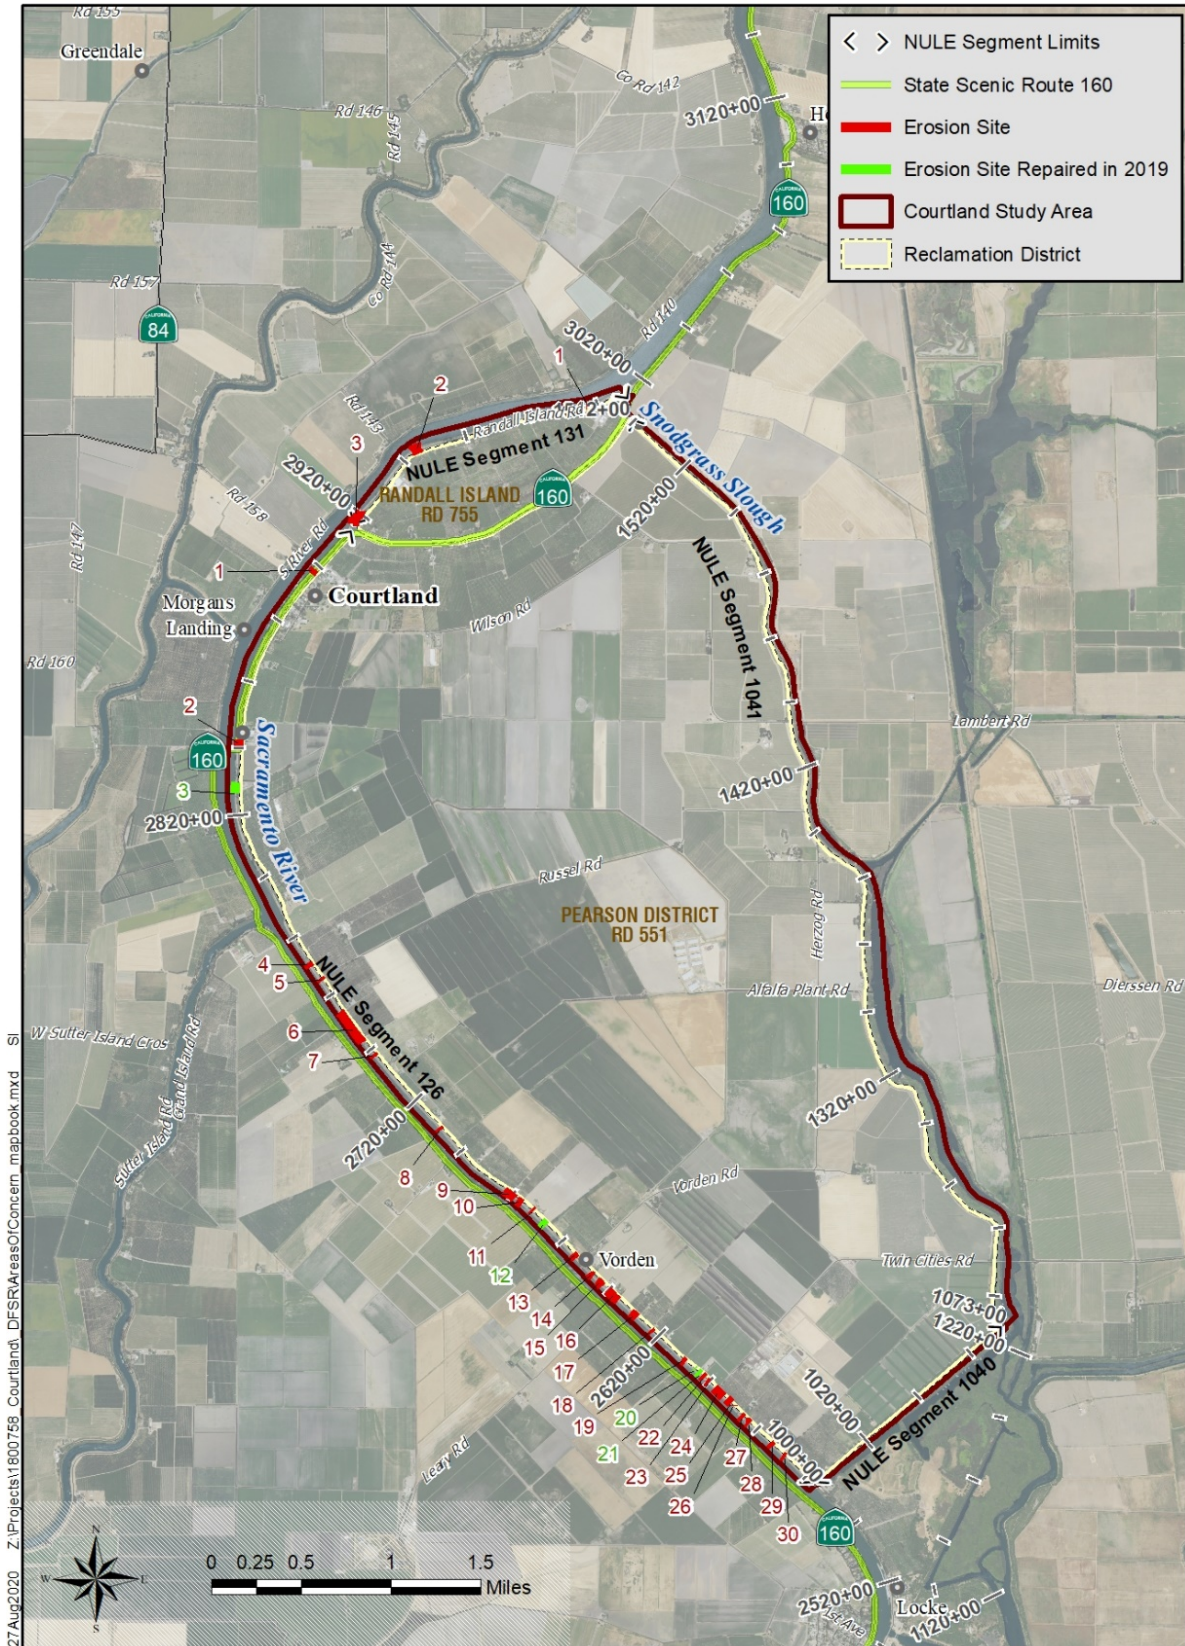 Rd 155
Greendale
Co Rd 142
Rd 146
Rd 145
3120+00
NULE Segment Limits
State Scenic Route 160
Erosion Site
Erosion Site Repaired in 2019
Courtland Study Area
Reclamation District
CALIFORNIA
160
Co Rd 144
Rd 157
CALIFORNIA
84
Rd 140
3020+00
1
2
Rd 143
Randall Island Rd
NULE Segment 131
Snodgrass Slough
3
2920+00
RANDALL ISLAND
RD 755
CALIFORNIA
160
1520+00
Rd 158
Rd 147
S River Rd
1
Courtland
NULE Segment 1041
Morgans
Landing
Wilson Rd
Rd 160
2
CALIFORNIA
160
Sacramento River
Lambert Rd
3
1420+00
2820+00
Russel Rd
PEARSON DISTRICT
RD 551
Herzog Rd
4
5
NULE Segment 126
Alfalfa Plant Rd
Dierssen Rd
6
W Sutter Island Cros
Grand Island Rd
7
1320+00
2720+00
Sutter Island Rd
8
Vorden Rd
9
10
11
12
Vorden
Twin Cities Rd
13
14
15
16
1073+00
1220+00
17
18
19
2620+00
20
21
22
23
24
25
26
27
28
29
30
1020+00
1000+00
NULE Segment 1040
Leary Rd
CALIFORNIA
160
N
W
E
S
0 0.25 0.5 1 1.5
Miles
2520+00
Locke
1st Ave
1120+00
27Aug2020 Z:\Projects\1800758_Courtland\_DFSR\AreasOfConcern_mapbook.mxd SI